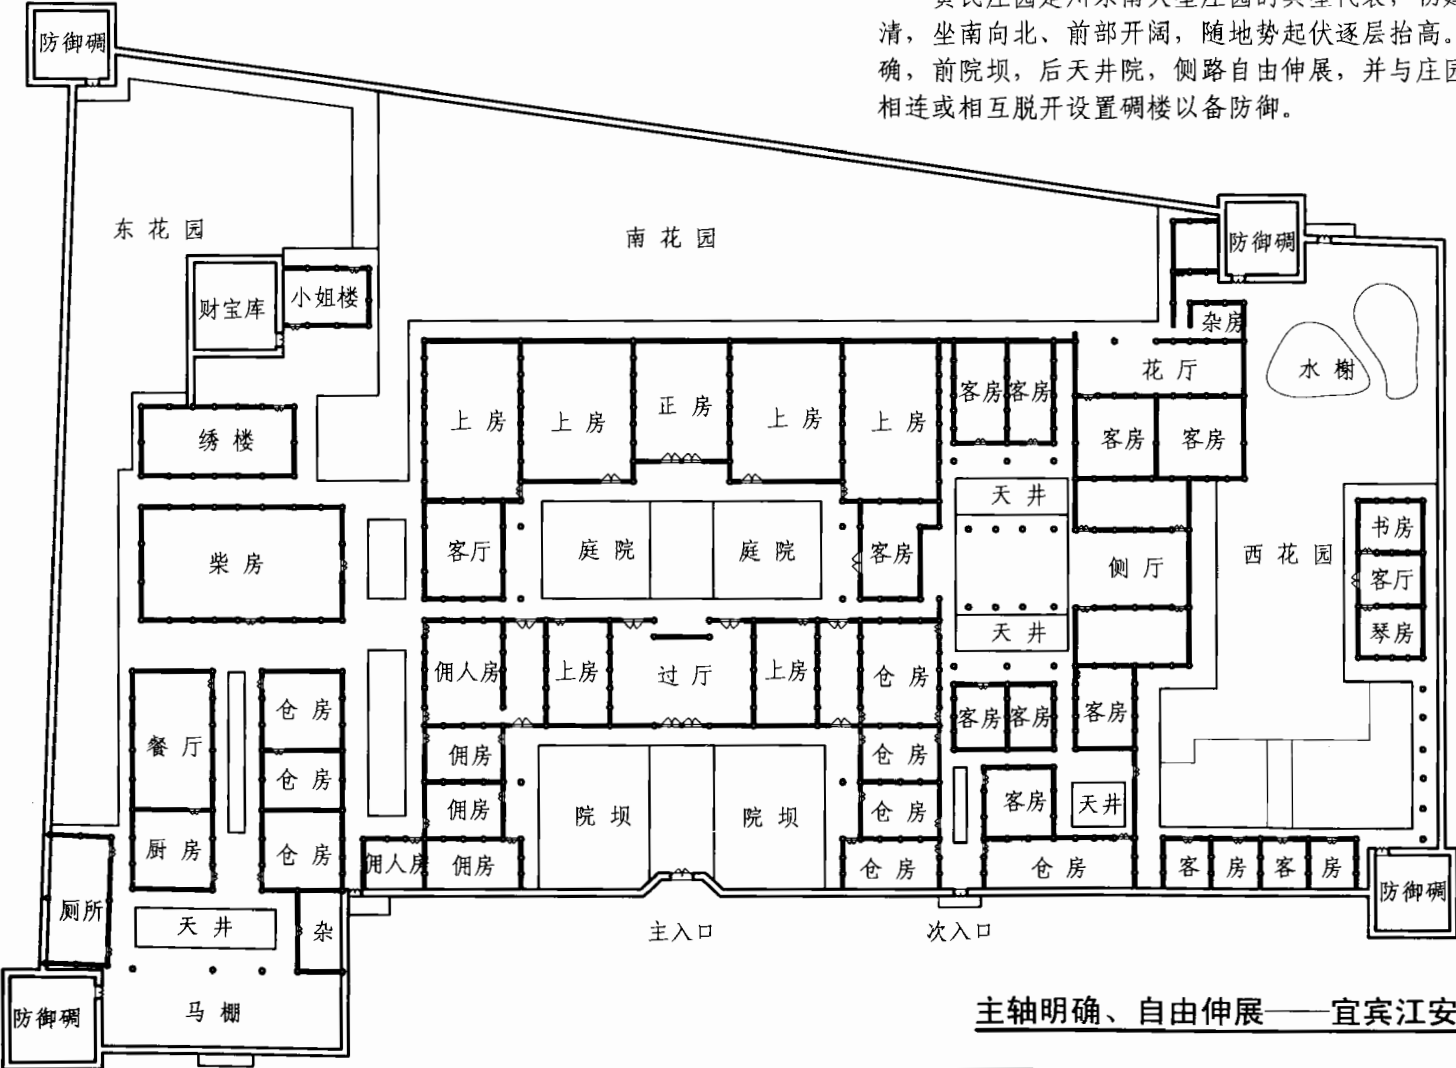 清，坐南向北、前部开阔，随地势起伏逐层抬高。
确，前院坝，后天井院，侧路自由伸展，并与庄园
相连或相互脱开设置碉楼以备防御。
防御碉
东花园
南花园
防御碉
财宝库
小姐楼
杂房
花厅
水榭
上房
上房
正房
上房
上房
客房
客房
客房
客房
绣楼
天井
柴房
客厅
庭院
庭院
客房
侧厅
西花园
书房
客厅
琴房
天井
佣人房
上房
过厅
上房
仓房
客房
客房
客房
餐厅
仓房
仓房
佣房
仓房
佣房
院坝
院坝
仓房
客房
天井
厨房
仓房
佣人房
佣房
仓房
仓房
客房
客房
防御碉
厕所
天井
杂
主入口
次入口
防御碉
马棚
主轴明确、自由伸展——宜宾江安